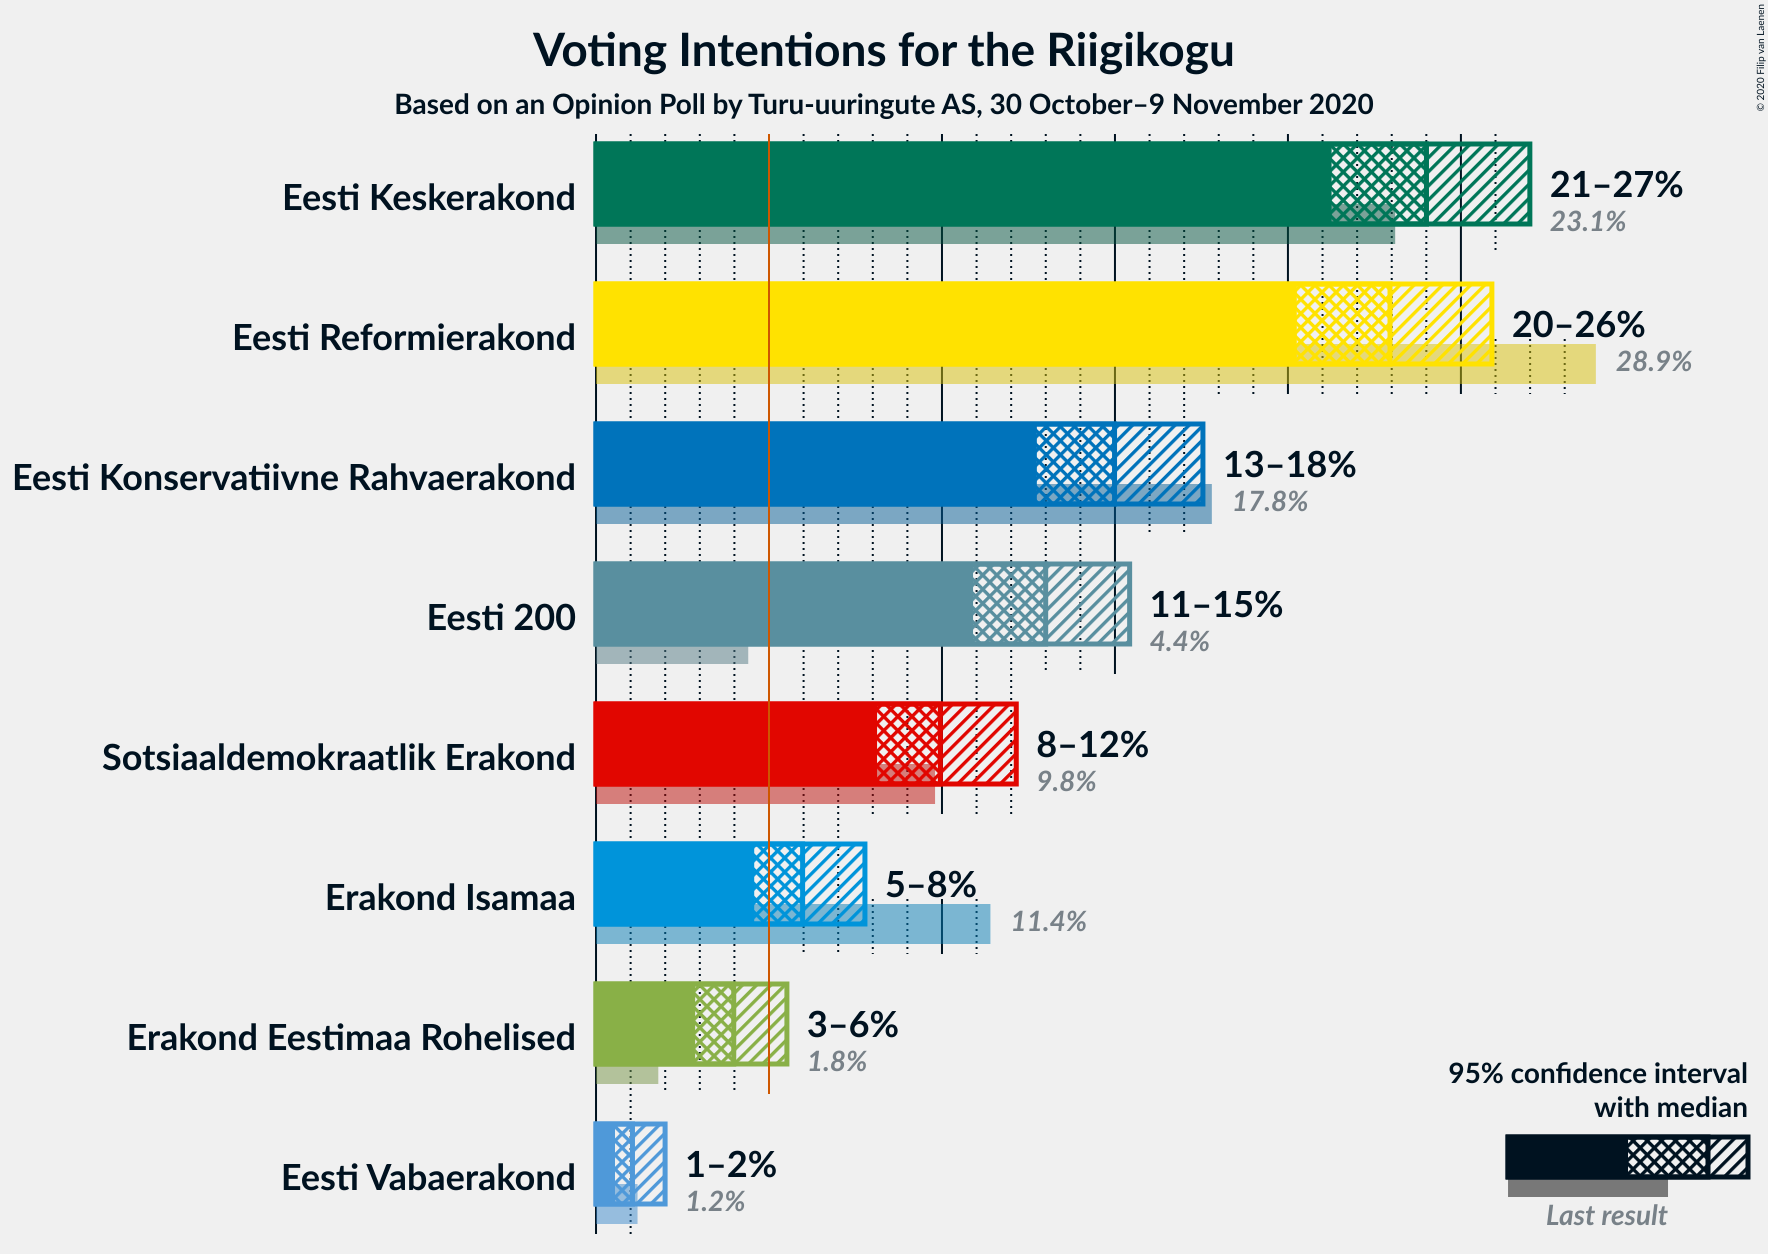 Voting Intentions for the Riigikogu
Based on an Opinion Poll by Turu-uuringute AS, 30 October–9 November 2020
© 2020 Filip van Laenen
Eesti Keskerakond
21–27%
23.1%
Eesti Reformierakond
20–26%
28.9%
Eesti Konservatiivne Rahvaerakond
13–18%
17.8%
Eesti 200
11–15%
4.4%
Sotsiaaldemokraatlik Erakond
8–12%
9.8%
Erakond Isamaa
5–8%
11.4%
Erakond Eestimaa Rohelised
3–6%
1.8%
Eesti Vabaerakond
1–2%
1.2%
95% confidence interval
with median
Last result